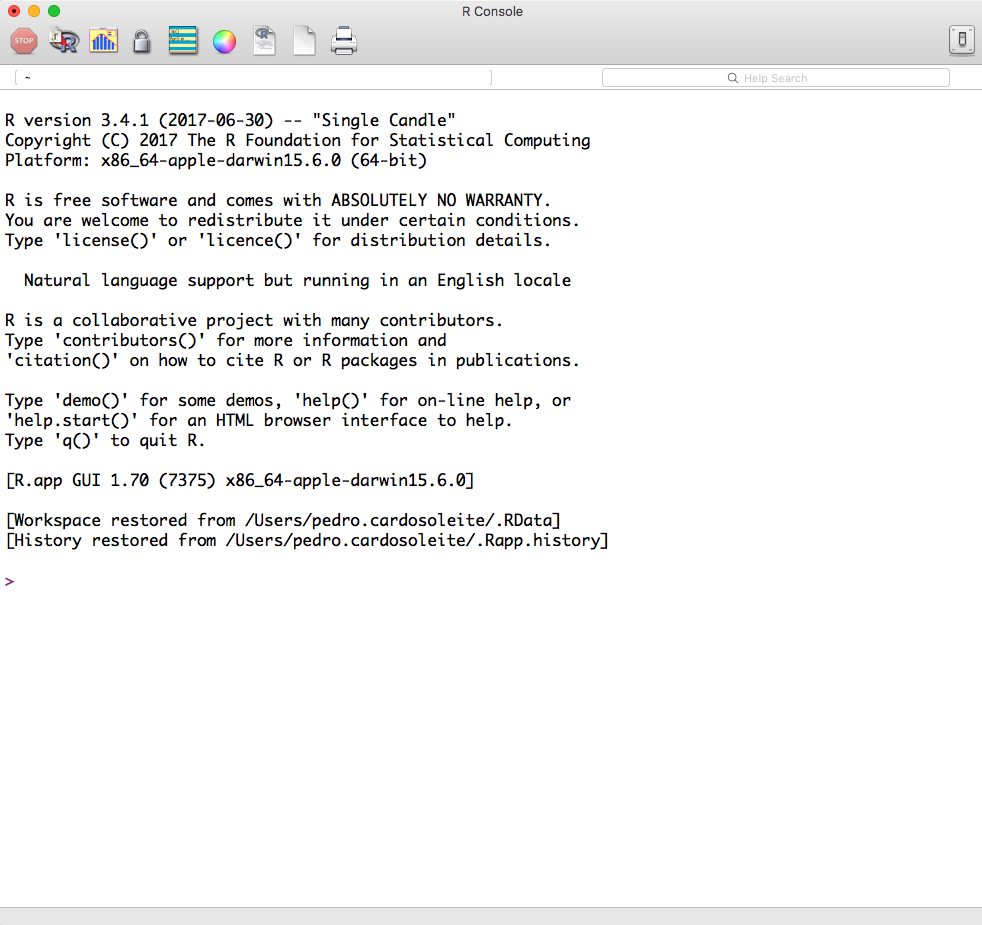 R Console
STOP
~
Help Search
R version 3.4.1 (2017-06-30) -- "Single Candle"
Copyright (C) 2017 The R Foundation for Statistical Computing
Platform: x86_64-apple-darwin15.6.0 (64-bit)
R is free software and comes with ABSOLUTELY NO WARRANTY.
You are welcome to redistribute it under certain conditions.
Type 'license()' or 'licence()' for distribution details.
Natural language support but running in an English locale
R is a collaborative project with many contributors.
Type 'contributors()' for more information and
'citation()' on how to cite R or R packages in publications.
Type 'demo()' for some demos, 'help()' for on-line help, or
'help.start()' for an HTML browser interface to help.
Type 'q()' to quit R.
[R.app GUI 1.70 (7375) x86_64-apple-darwin15.6.0]
[Workspace restored from /Users/pedro.cardosoleite/.RData]
[History restored from /Users/pedro.cardosoleite/.Rapp.history]
>